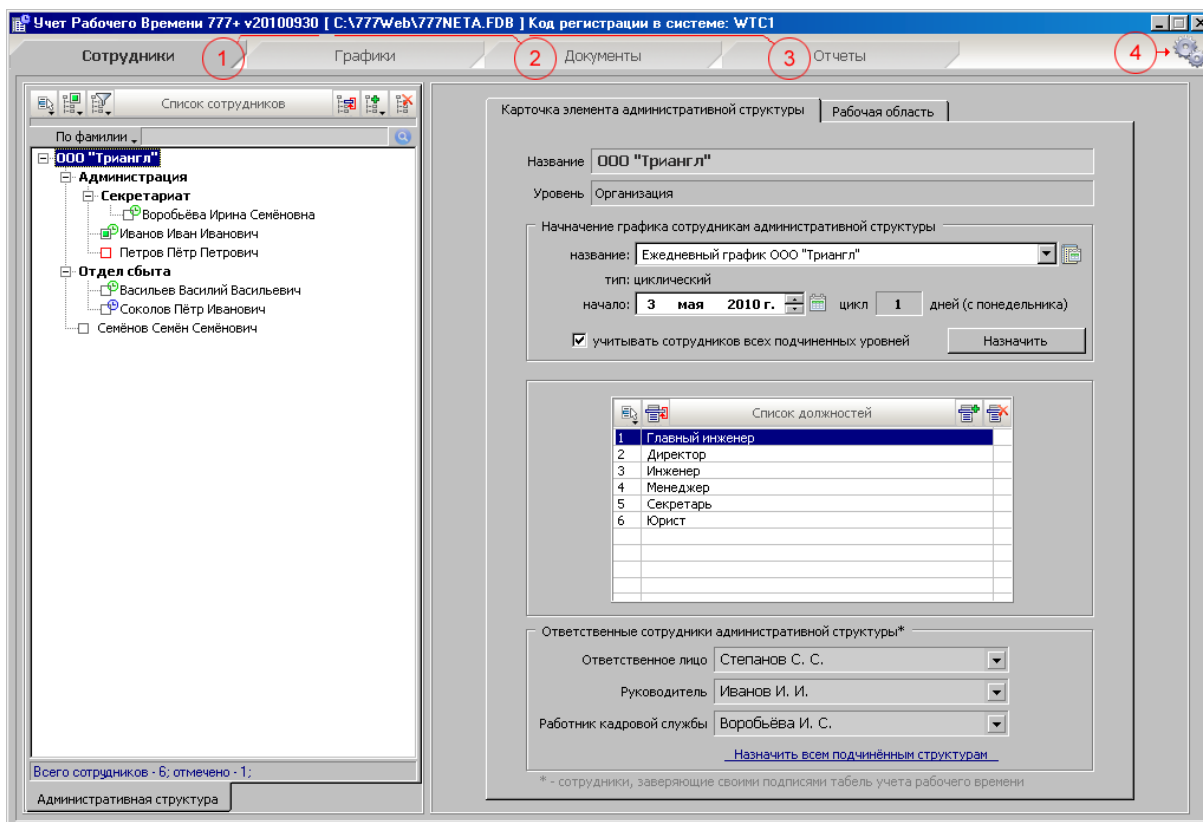 Учет Рабочего Времени 777+ v20100930 [ C:\777Web\777NETA.FDB ] Код регистрации в системе: WTC1
Сотрудники 1 Графики 2 Документы 3 Отчеты 4
Список сотрудников
По фамилии
ООО "Триангл"
Администрация
Секретариат
Воробьёва Ирина Семёновна
Иванов Иван Иванович
Петров Пётр Петрович
Отдел сбыта
Васильев Василий Васильевич
Соколов Пётр Иванович
Семёнов Семён Семёнович
Всего сотрудников - 6; отмечено - 1;
Административная структура
Карточка элемента административной структуры Рабочая область
Название ООО "Триангл"
Уровень Организация
Начначение графика сотрудникам административной структуры
название: Ежедневный график ООО "Триангл"
тип: циклический
начало: 3 мая 2010 г. цикл 1 дней (с понедельника)
учитывать сотрудников всех подчиненных уровней Назначить
Список должностей
1 Главный инженер
2 Директор
3 Инженер
4 Менеджер
5 Секретарь
6 Юрист
Ответственные сотрудники административной структуры*
Ответственное лицо Степанов С. С.
Руководитель Иванов И. И.
Работник кадровой службы Воробьёва И. С.
Назначить всем подчинённым структурам
* - сотрудники, заверяющие своими подписями табель учета рабочего времени